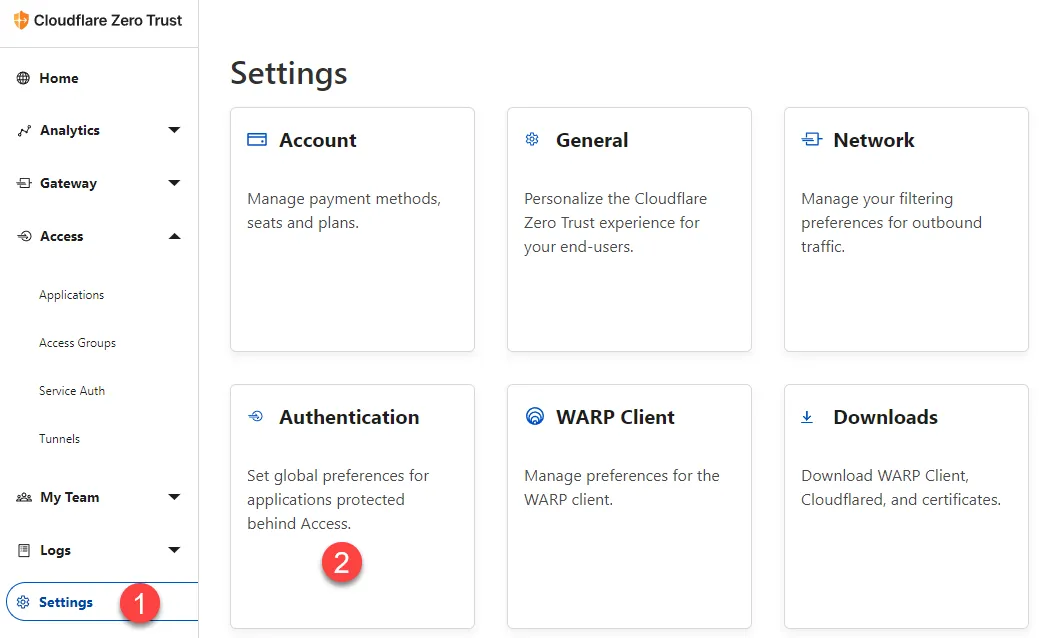 Cloudflare Zero Trust
Home
Analytics
Gateway
Access
Applications
Access Groups
Service Auth
Tunnels
My Team
Logs
Settings
1
Settings
Account
Manage payment methods,
seats and plans.
General
Personalize the Cloudflare
Zero Trust experience for
your end-users.
Network
Manage your filtering
preferences for outbound
traffic.
Authentication
Set global preferences for
applications protected
behind Access.
2
WARP Client
Manage preferences for the
WARP client.
Downloads
Download WARP Client,
Cloudflared, and certificates.